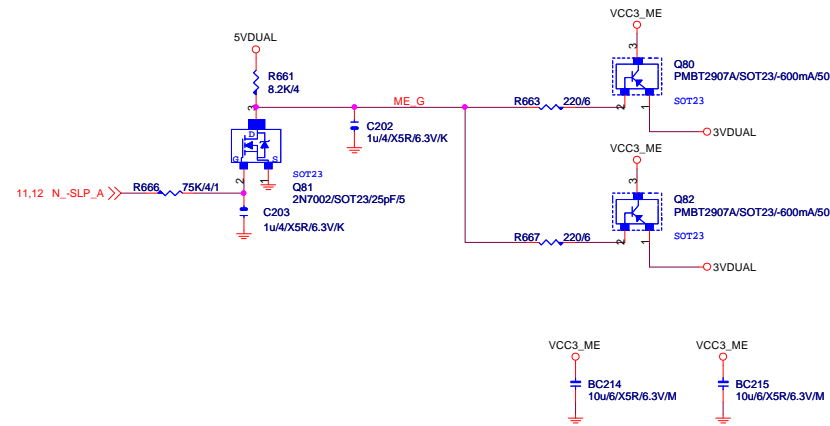 VCC3_ME
5VDUAL
3
Q80
PMBT2907A/SOT23/-600mA/50
R661
8.2K/4
SOT23
2
1
3
ME_G
R663
220/6
3VDUAL
C202
1u/4/X5R/6.3V/K
D
G
S
VCC3_ME
SOT23
2
1
3
Q81
2N7002/SOT23/25pF/5
Q82
PMBT2907A/SOT23/-600mA/50
11,12 N_-SLP_A
R666
75K/4/1
C203
1u/4/X5R/6.3V/K
SOT23
R667
220/6
2
1
3VDUAL
VCC3_ME
VCC3_ME
BC214
10u/6/X5R/6.3V/M
BC215
10u/6/X5R/6.3V/M